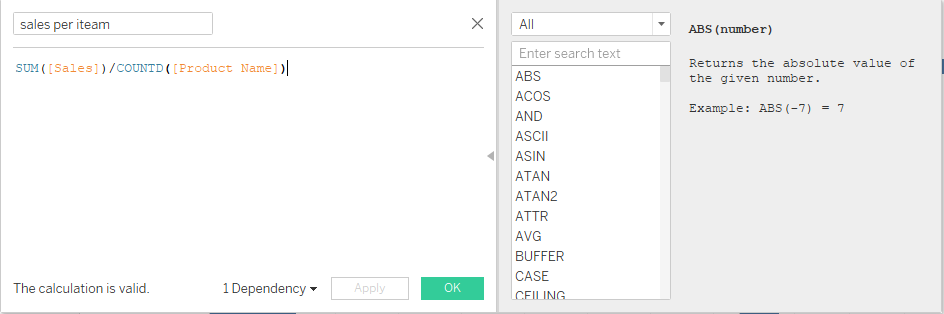 sales per iteam
SUM([Sales])/COUNTD([Product Name])
The calculation is valid.
1 Dependency
Apply
OK
All
Enter search text
ABS
ACOS
AND
ASCII
ASIN
ATAN
ATAN2
ATTR
AVG
BUFFER
CASE
CEILING
ABS(number)
Returns the absolute value of
the given number.
Example: ABS(-7) = 7